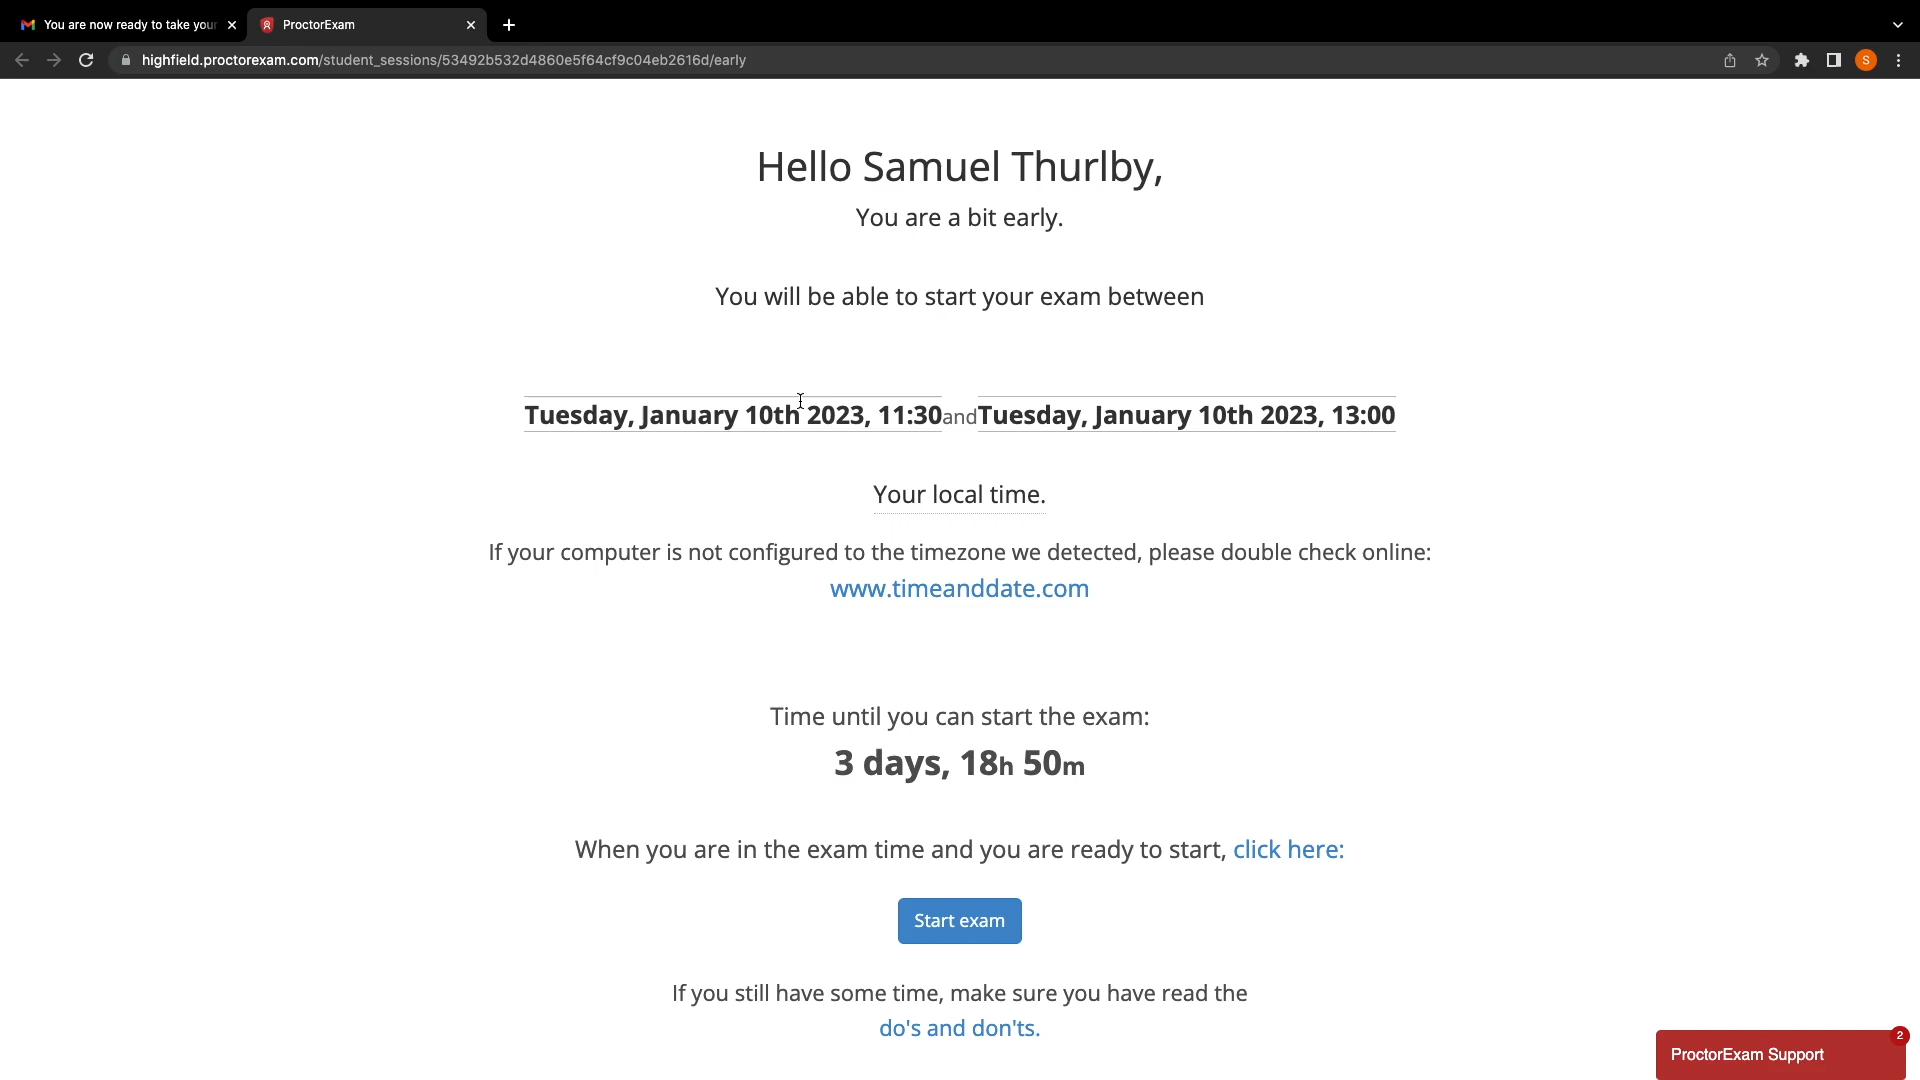 You are now ready to take your
ProctorExam
highfield.proctorexam.com/student_sessions/53492b532d4860e5f64cf9c04eb2616d/early
S
Hello Samuel Thurlby,
You are a bit early.
You will be able to start your exam between
Tuesday, January 10th 2023, 11:30andTuesday, January 10th 2023, 13:00
Your local time.
If your computer is not configured to the timezone we detected, please double check online:
www.timeanddate.com
Time until you can start the exam:
3 days, 18h 50m
When you are in the exam time and you are ready to start, click here:
Start exam
If you still have some time, make sure you have read the
do's and don'ts.
2
ProctorExam Support